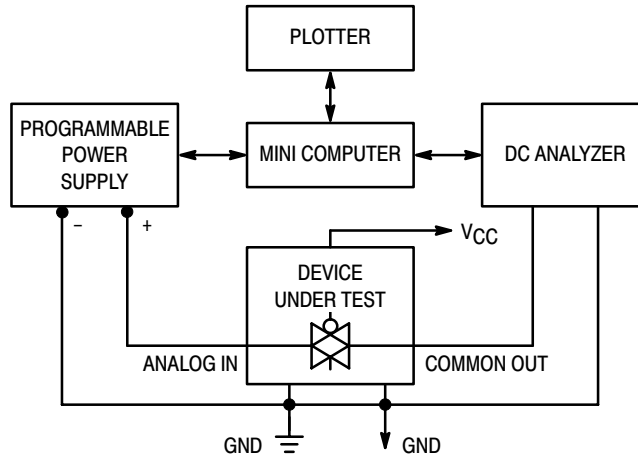 PLOTTER
PROGRAMMABLE
POWER
SUPPLY
MINI COMPUTER
DC ANALYZER
– +
VCC
DEVICE
UNDER TEST
ANALOG IN
COMMON OUT
GND
GND